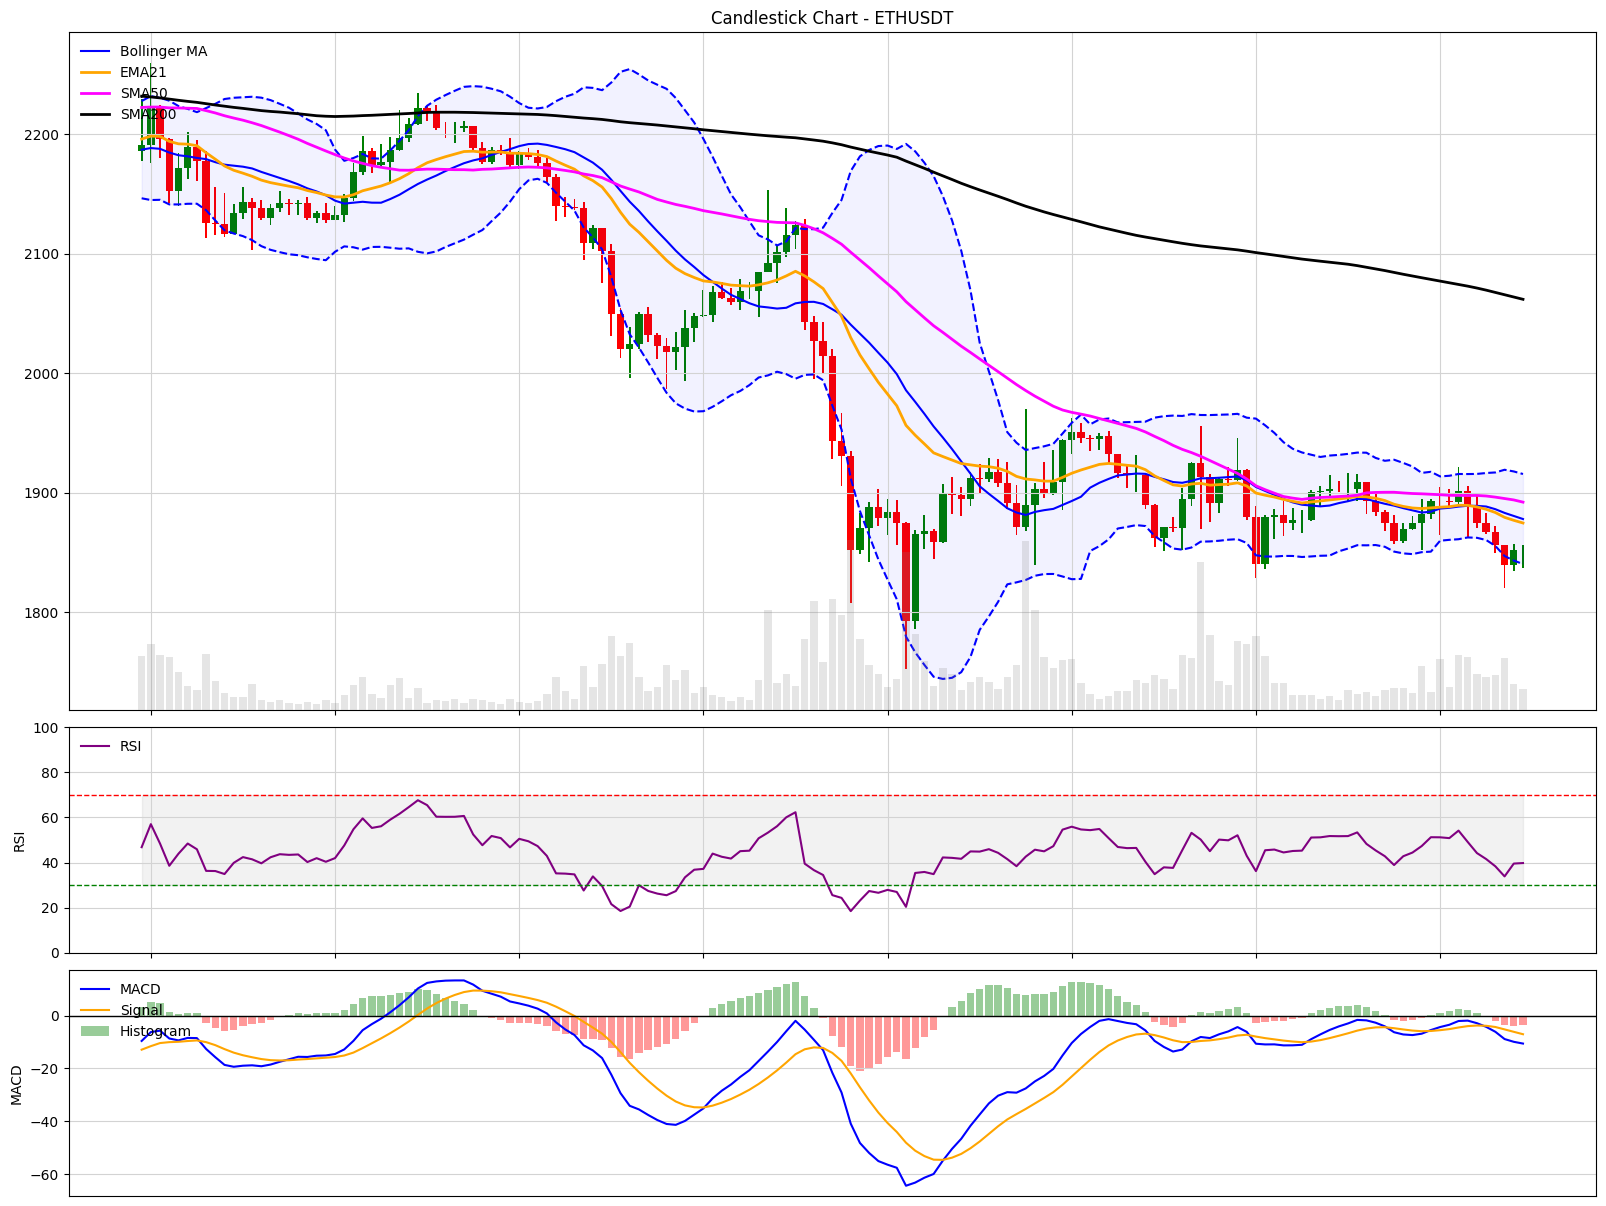 Candlestick Chart - ETHUSDT
Bollinger MA
EMA21
SMA50
SMA200
2200
2100
2000
1900
1800
100
80
60
40
20
0
RSI
RSI
0
−20
−40
−60
MACD
MACD
Signal
Histogram